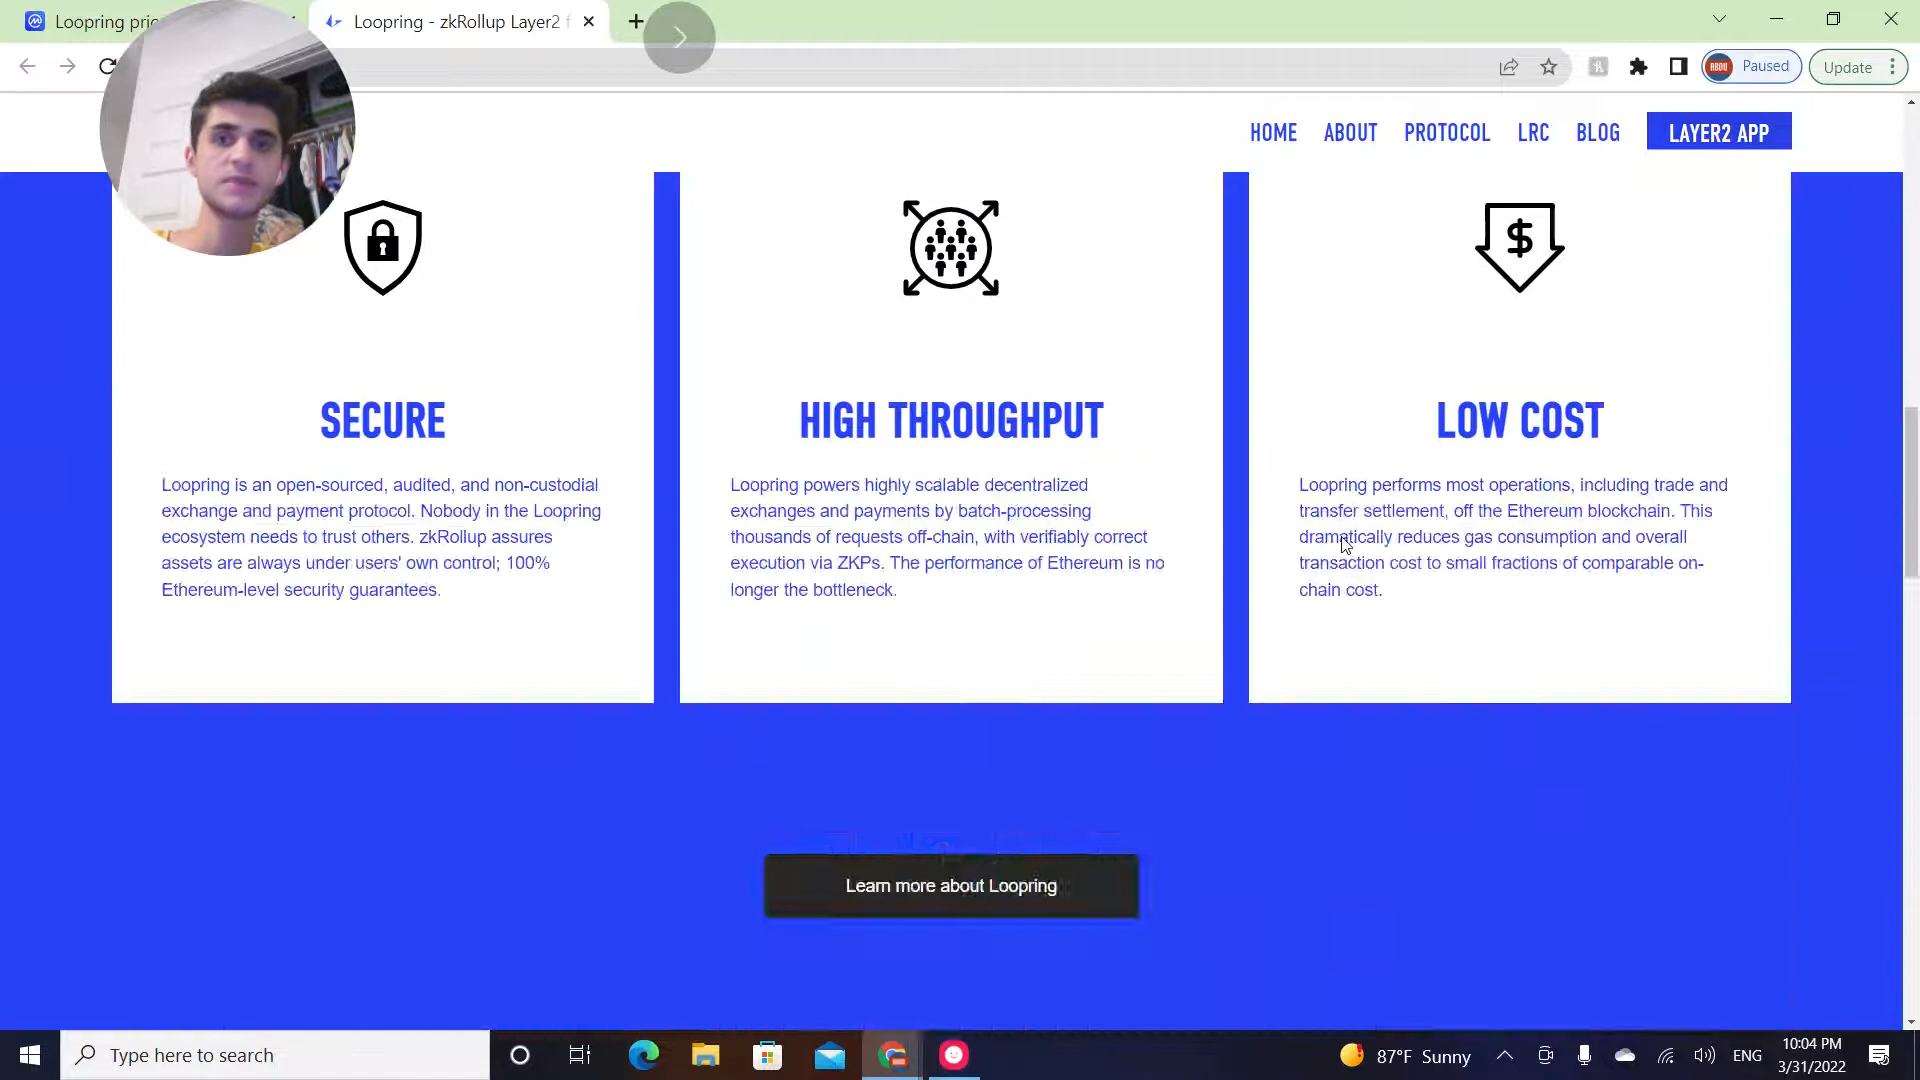 Loopring pri
Loopring - zkRollup Layer2 f
Paused
Update
HOME
ABOUT
PROTOCOL
LRC
BLOG
LAYER2 APP
SECURE
Loopring is an open-sourced, audited, and non-custodial
exchange and payment protocol. Nobody in the Loopring
ecosystem needs to trust others. zkRollup assures
assets are always under users' own control; 100%
Ethereum-level security guarantees.
HIGH THROUGHPUT
Loopring powers highly scalable decentralized
exchanges and payments by batch-processing
thousands of requests off-chain, with verifiably correct
execution via ZKPs. The performance of Ethereum is no
longer the bottleneck.
LOW COST
Loopring performs most operations, including trade and
transfer settlement, off the Ethereum blockchain. This
dramatically reduces gas consumption and overall
transaction cost to small fractions of comparable on-
chain cost.
Learn more about Loopring
Type here to search
87°F Sunny
ENG
10:04 PM
3/31/2022